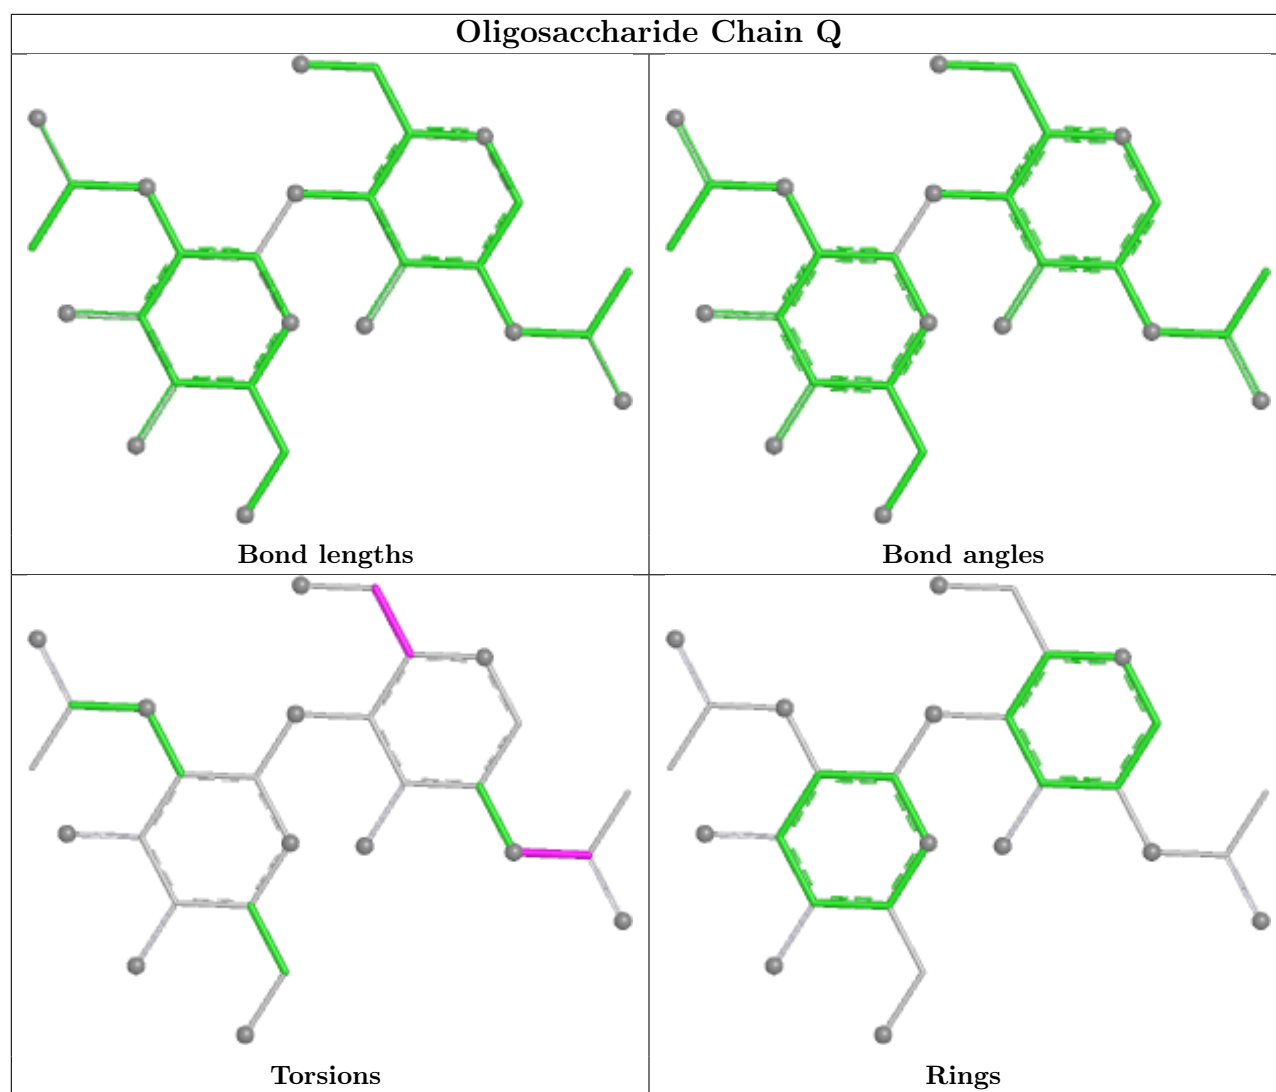 Oligosaccharide Chain Q
Bond lengths
Bond angles
Torsions
Rings